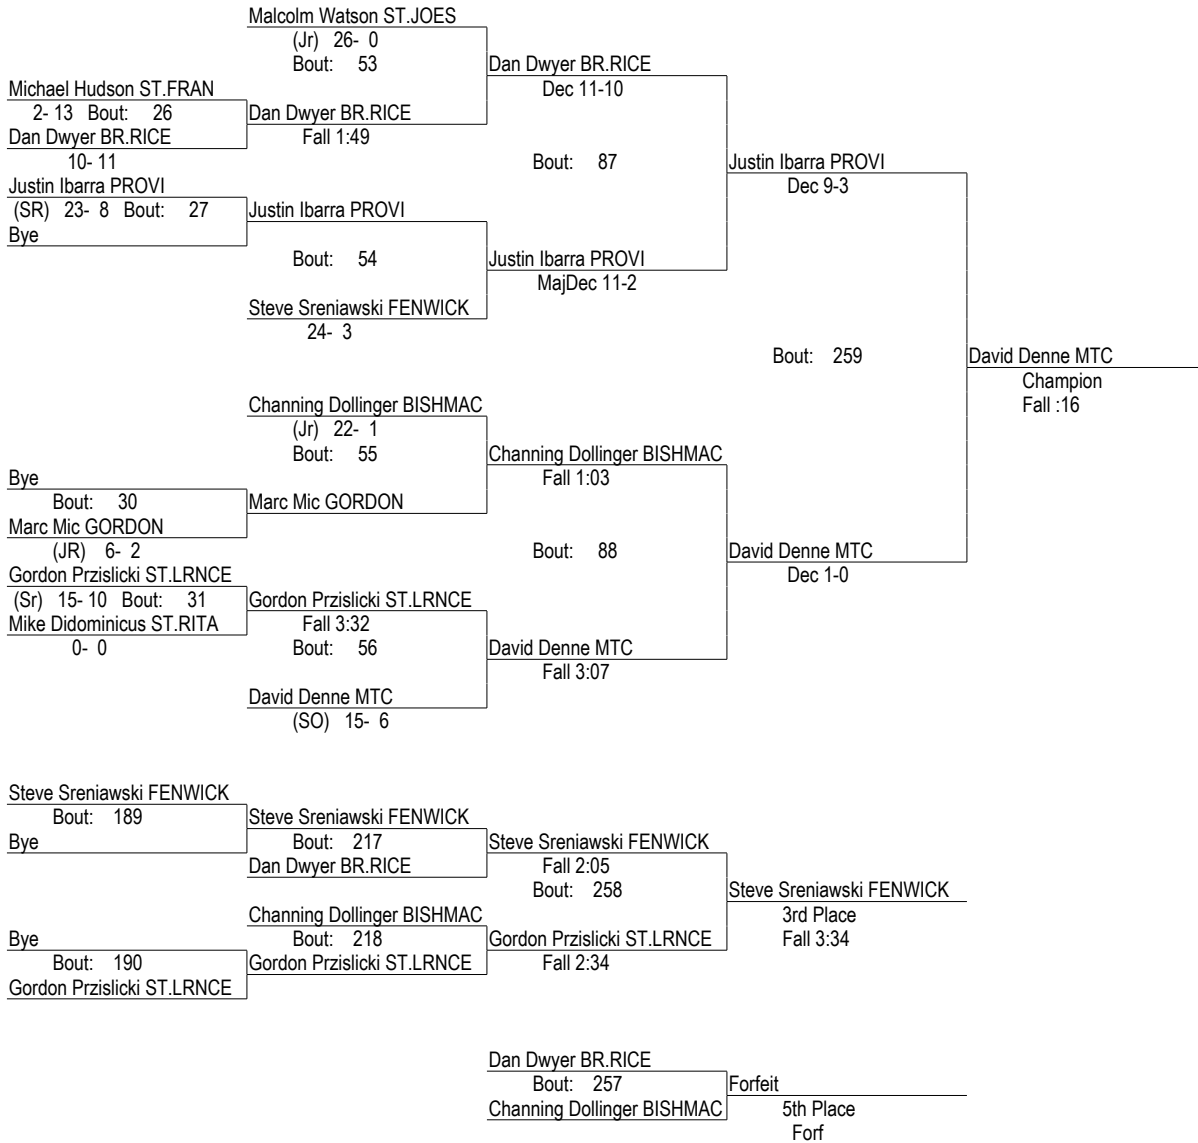 Malcolm Watson ST.JOES
(Jr) 26- 0
Bout: 53
Dan Dwyer BR.RICE
Dec 11-10
Michael Hudson ST.FRAN
2- 13 Bout: 26
Dan Dwyer BR.RICE
Fall 1:49
Dan Dwyer BR.RICE
10- 11
Bout: 87
Justin Ibarra PROVI
Dec 9-3
Justin Ibarra PROVI
(SR) 23- 8 Bout: 27
Justin Ibarra PROVI
Bye
Bout: 54
Justin Ibarra PROVI
MajDec 11-2
Steve Sreniawski FENWICK
24- 3
Bout: 259
David Denne MTC
Champion
Fall :16
Channing Dollinger BISHMAC
(Jr) 22- 1
Bout: 55
Channing Dollinger BISHMAC
Fall 1:03
Bye
Bout: 30
Marc Mic GORDON
Marc Mic GORDON
(JR) 6- 2
Bout: 88
David Denne MTC
Dec 1-0
Gordon Przislicki ST.LRNCE
(Sr) 15- 10 Bout: 31
Gordon Przislicki ST.LRNCE
Fall 3:32
Mike Didominicus ST.RITA
0- 0
Bout: 56
David Denne MTC
Fall 3:07
David Denne MTC
(SO) 15- 6
Steve Sreniawski FENWICK
Bout: 189
Steve Sreniawski FENWICK
Bye
Bout: 217
Steve Sreniawski FENWICK
Fall 2:05
Dan Dwyer BR.RICE
Bout: 258
Steve Sreniawski FENWICK
3rd Place
Fall 3:34
Channing Dollinger BISHMAC
Bye
Bout: 218
Gordon Przislicki ST.LRNCE
Fall 2:34
Bout: 190
Gordon Przislicki ST.LRNCE
Gordon Przislicki ST.LRNCE
Dan Dwyer BR.RICE
Bout: 257
Forfeit
Channing Dollinger BISHMAC
5th Place
Forf